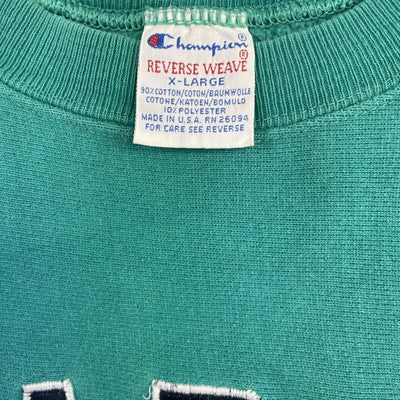 Champion®
REVERSE WEAVE®
X-LARGE
90% COTTON/COTON/BAUMWOLLE
COTONE/KATOEN/BOMULD
10% POLYESTER
MADE IN U.S.A. RN 26094
FOR CARE SEE REVERSE